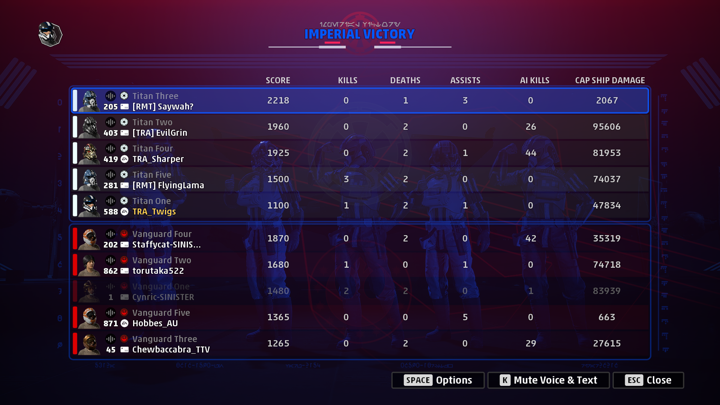 IMPERIAL VICTORY
SCORE KILLS DEATHS ASSISTS AI KILLS CAP SHIP DAMAGE
Titan Three
205 [RMT] Saywah? 2218 0 1 3 0 2067
Titan Two
403 [TRA] EvilGrin 1960 0 2 0 26 95606
Titan Four
419 TRA_Sharper 1925 0 2 1 44 81953
Titan Five
281 [RMT] FlyingLama 1500 3 2 0 0 74037
Titan One
588 TRA_Twigs 1100 1 2 1 0 47834
Vanguard Four
202 Staffycat-SINIS... 1870 0 2 0 42 35319
Vanguard Two
862 torutaka522 1680 1 0 1 0 74718
Vanguard One
1 Cynric-SINISTER 1480 2 2 0 1 83939
Vanguard Five
871 Hobbes_AU 1365 0 0 5 0 663
Vanguard Three
45 Chewbaccabra_TTV 1265 0 2 0 29 27615
SPACE Options K Mute Voice & Text ESC Close